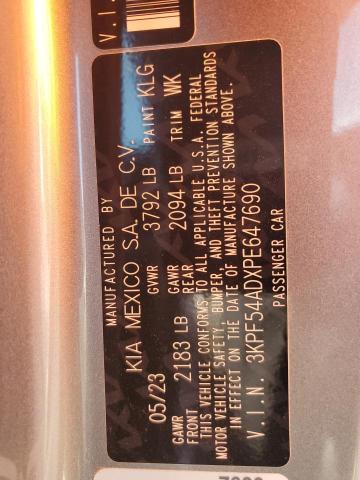 V.I.
MANUFACTURED BY
KIA MEXICO S.A. DE C.V.
05/23 GVWR 3792 LB PAINT KLG
GAWR FRONT 2183 LB GAWR REAR 2094 LB TRIM WK
THIS VEHICLE CONFORMS TO ALL APPLICABLE U.S.A. FEDERAL
MOTOR VEHICLE SAFETY, BUMPER, AND THEFT PREVENTION STANDARDS
IN EFFECT ON THE DATE OF MANUFACTURE SHOWN ABOVE.
V.I.N. 3KPF54ADXPE647690
PASSENGER CAR